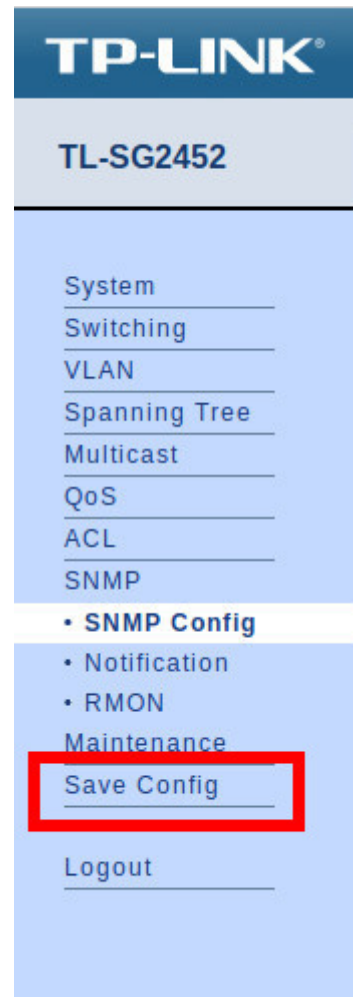 TP-LINK®
TL-SG2452
System
Switching
VLAN
Spanning Tree
Multicast
QoS
ACL
SNMP
• SNMP Config
• Notification
• RMON
Maintenance
Save Config
Logout